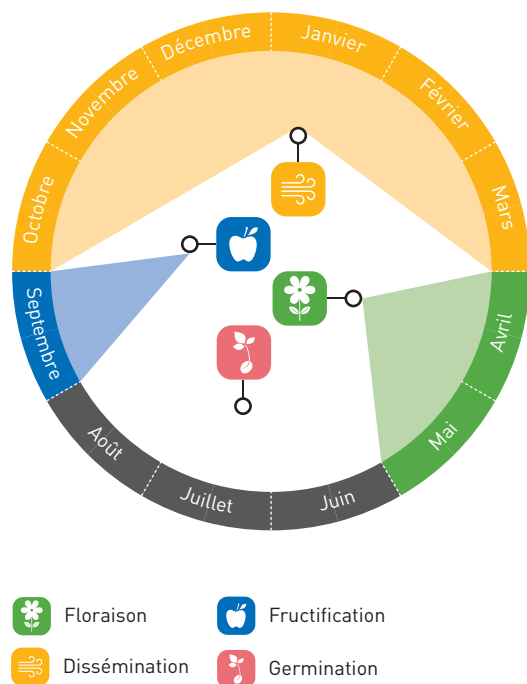 Janvier
Février
Mars
Avril
Mai
Juin
Juillet
Août
Septembre
Octobre
Novembre
Décembre
Floraison
Fructification
Dissémination
Germination